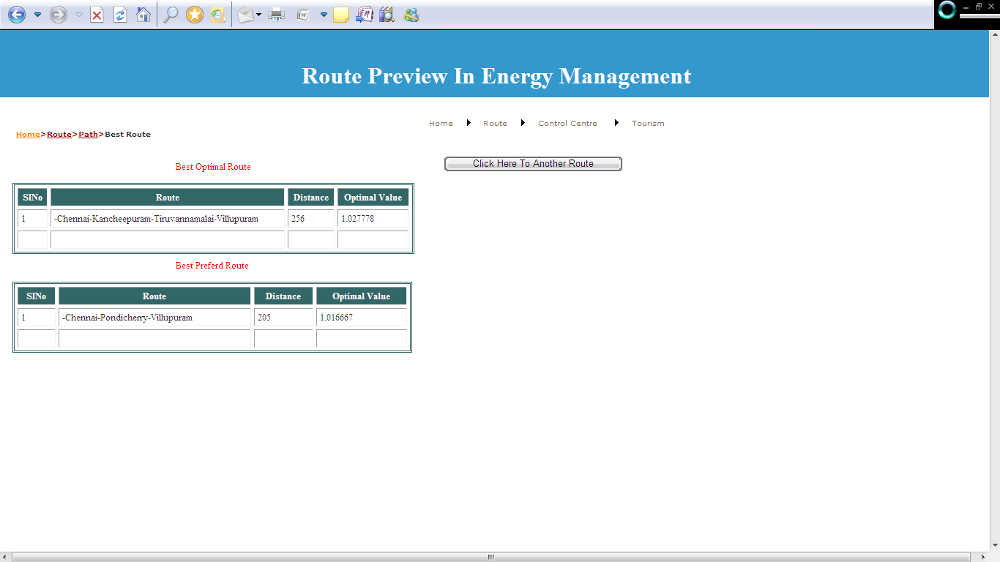 Route Preview In Energy Management
Home Route Control Centre Tourism
Home>Route>Path>Best Route
Best Optimal Route
Click Here To Another Route
SlNo Route Distance Optimal Value
1 -Chennai-Kancheepuram-Tiruvannamalai-Villupuram 256 1.027778
Best Preferd Route
SlNo Route Distance Optimal Value
1 -Chennai-Pondicherry-Villupuram 205 1.016667